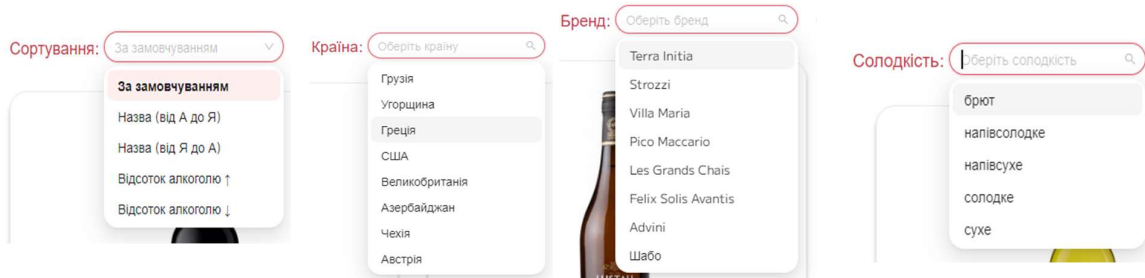 Сортування: За замовчуванням
За замовчуванням
Назва (від А до Я)
Назва (від Я до А)
Відсоток алкоголю ↑
Відсоток алкоголю ↓
Країна: Оберіть країну
Грузія
Угорщина
Греція
США
Великобританія
Азербайджан
Чехія
Австрія
Бренд: Оберіть бренд
Terra Initia
Strozzi
Villa Maria
Pico Maccario
Les Grands Chais
Felix Solis Avantis
Advini
Шабо
Солодкість: Оберіть солодкість
брют
напівсолодке
напівсухе
солодке
сухе